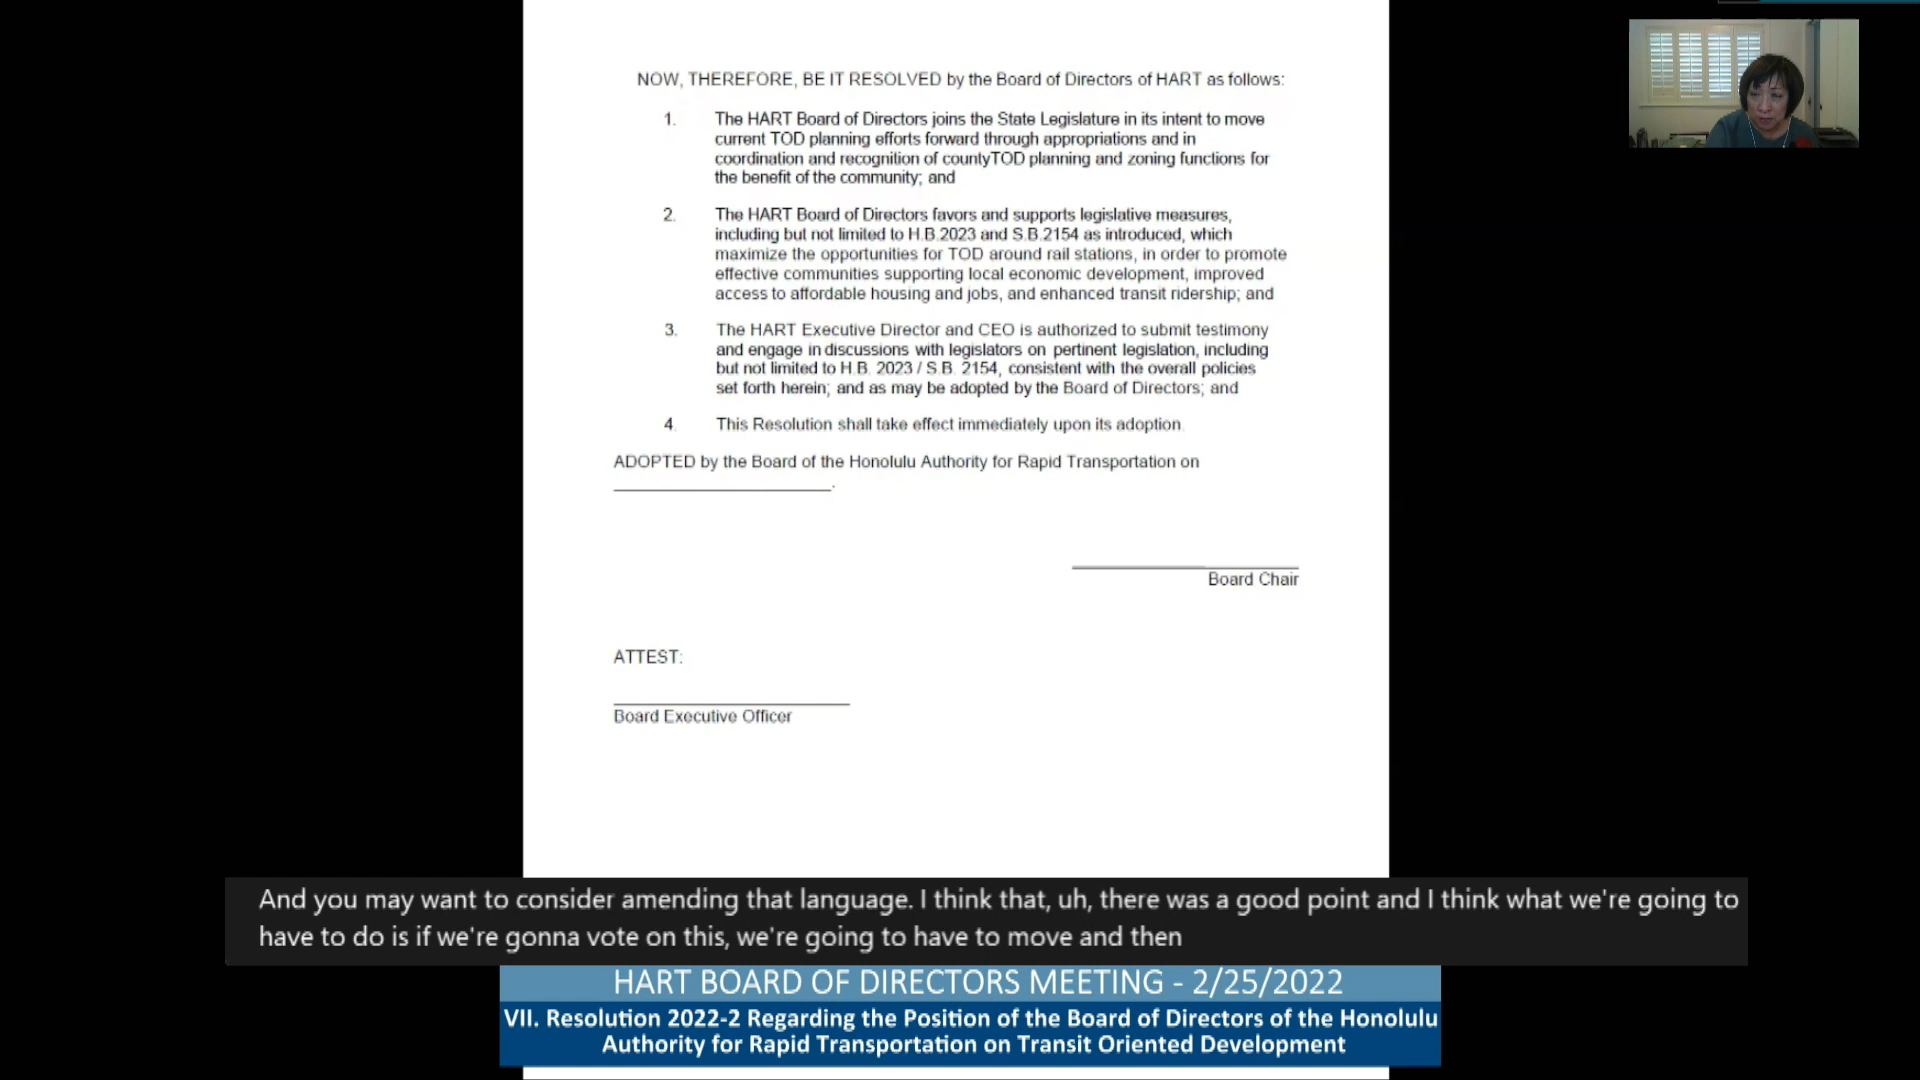 NOW, THEREFORE, BE IT RESOLVED by the Board of Directors of HART as follows:
1. The HART Board of Directors joins the State Legislature in its intent to move
current TOD planning efforts forward through appropriations and in
coordination and recognition of countyTOD planning and zoning functions for
the benefit of the community; and
2. The HART Board of Directors favors and supports legislative measures,
including but not limited to H.B.2023 and S.B.2154 as introduced, which
maximize the opportunities for TOD around rail stations, in order to promote
effective communities supporting local economic development, improved
access to affordable housing and jobs, and enhanced transit ridership; and
3. The HART Executive Director and CEO is authorized to submit testimony
and engage in discussions with legislators on pertinent legislation, including
but not limited to H.B. 2023 / S.B. 2154, consistent with the overall policies
set forth herein; and as may be adopted by the Board of Directors; and
4. This Resolution shall take effect immediately upon its adoption.
ADOPTED by the Board of the Honolulu Authority for Rapid Transportation on
____________________.
Board Chair
ATTEST:
Board Executive Officer
And you may want to consider amending that language. I think that, uh, there was a good point and I think what we're going to
have to do is if we're gonna vote on this, we're going to have to move and then
HART BOARD OF DIRECTORS MEETING - 2/25/2022
VII. Resolution 2022-2 Regarding the Position of the Board of Directors of the Honolulu
Authority for Rapid Transportation on Transit Oriented Development